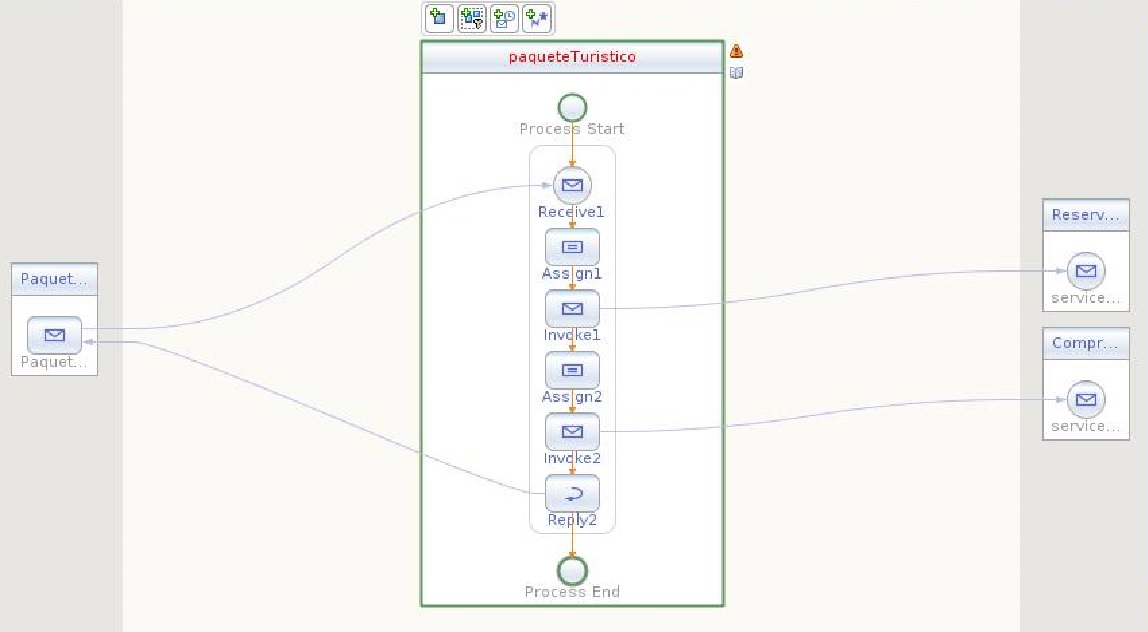 paqueteTuristico
Process Start
Receive1
Assign1
Invoke1
Assign2
Invoke2
Reply2
Process End
Paquet...
Paquet...
Reserv...
service...
Compr...
service...